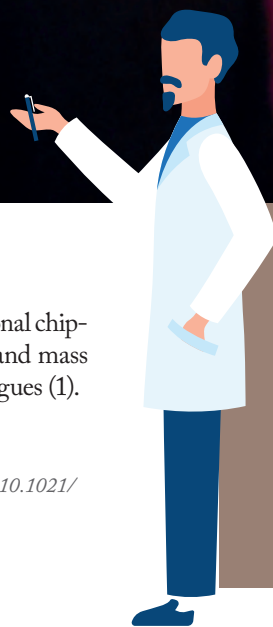 nal chip-
and mass
gues (1).
10.1021/